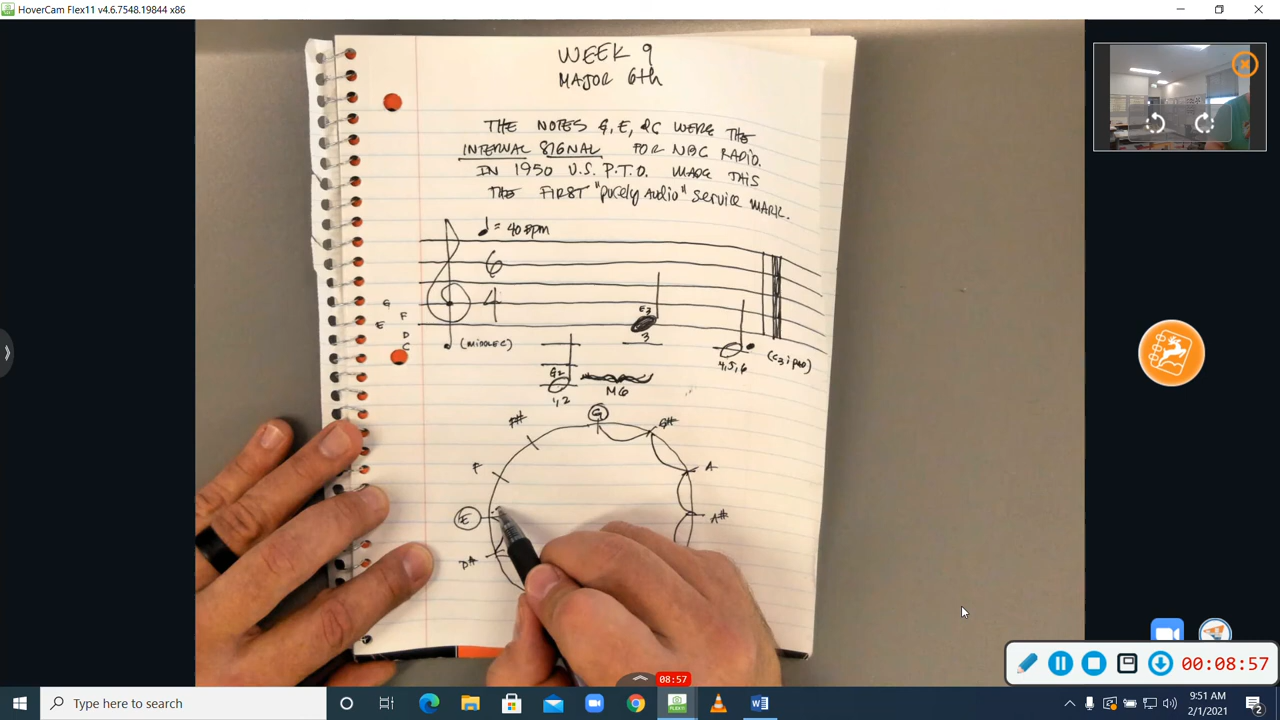 HoverCam Flex11 v4.6.7548.19844 x86
WEEK 9
MAJOR 6th
THE NOTES G, E, & C WERE THE
INTERNAL SIGNAL FOR NBC RADIO.
IN 1950 U.S. P.T.O. MADE THIS
THE FIRST "purely Audio" service MARK.
= 40 bpm
6
4
G
F
E
D
C
(MIDDLE C)
G2
1,2
M6
E3
3
4,5,6
G
G#
A
A#
F#
F
E
D#
00:08:57
08:57
Type here to search
9:51 AM
2/1/2021
2